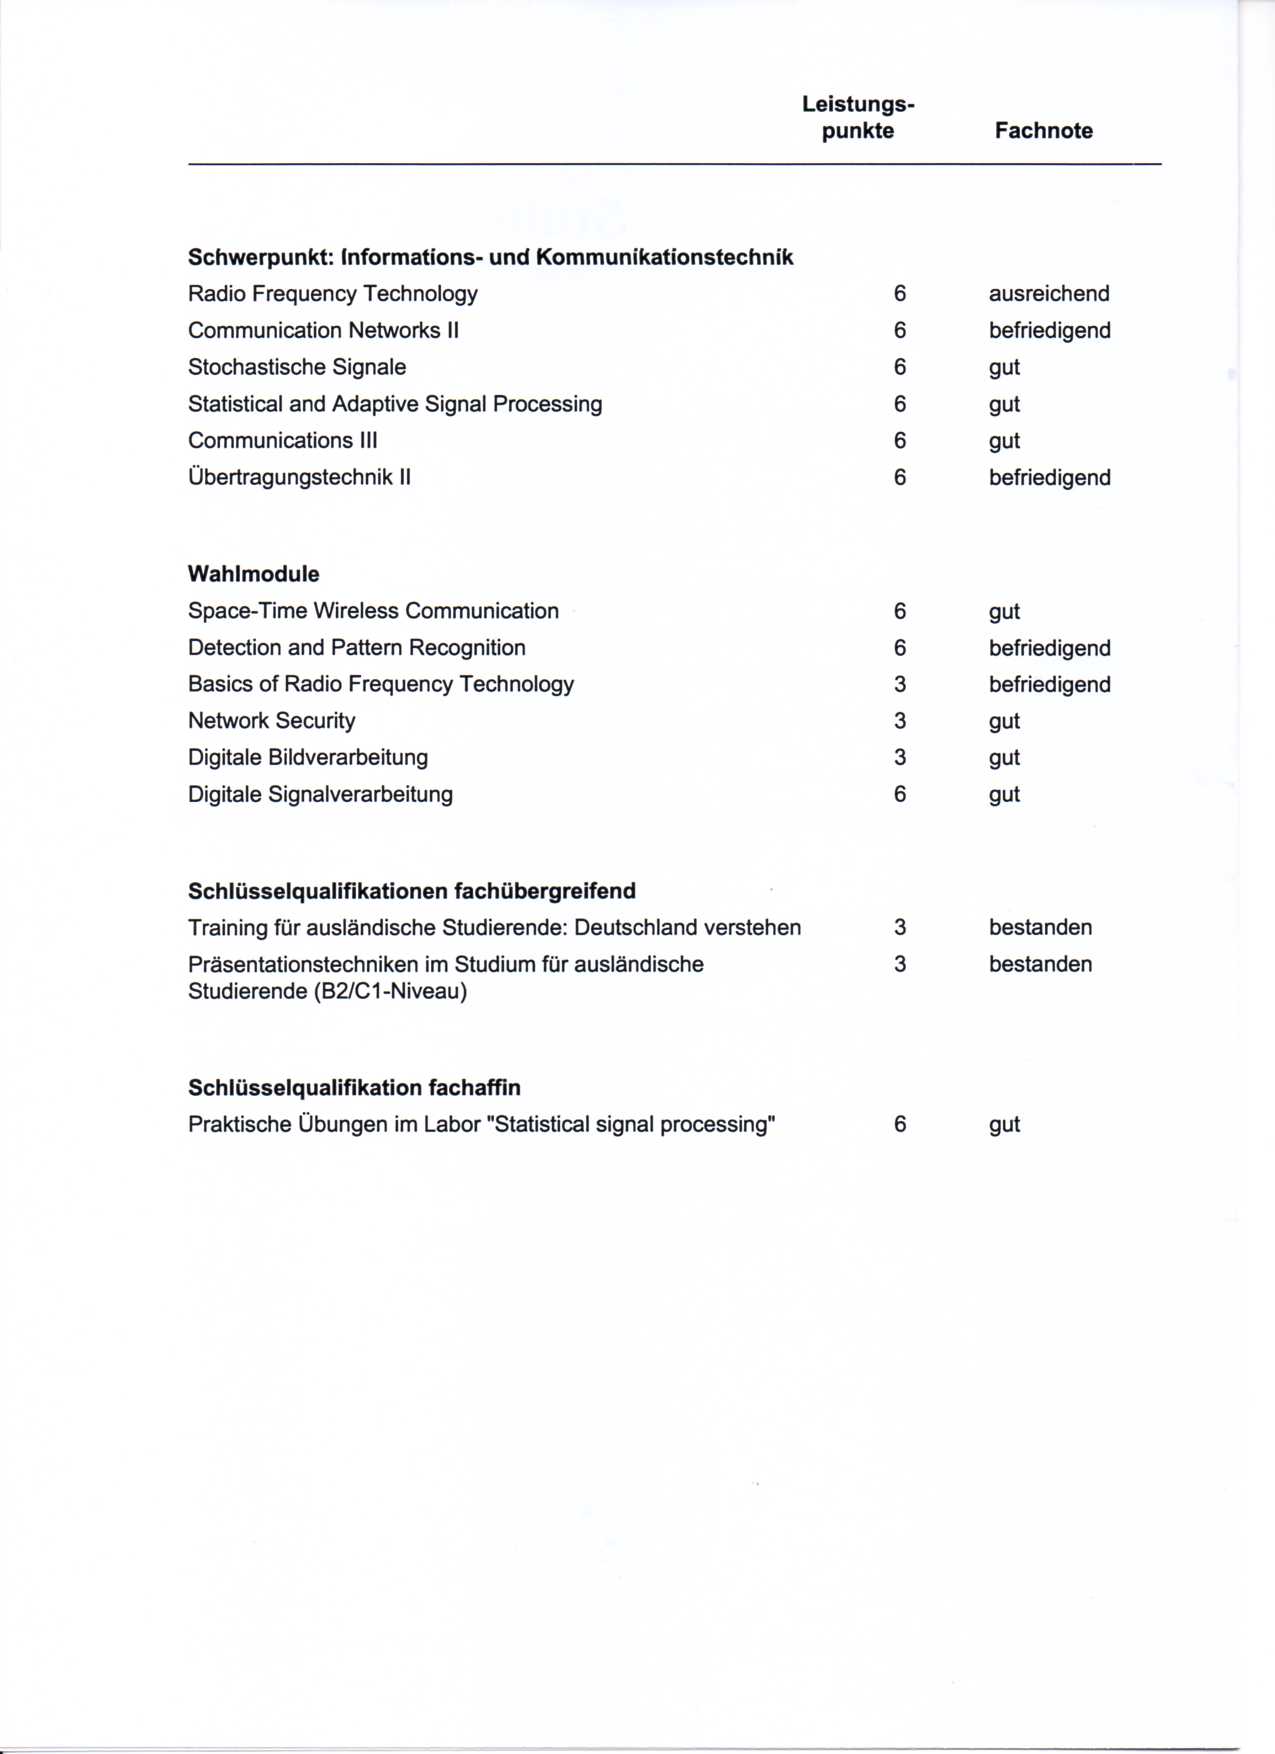 Leistungs-
punkte Fachnote
Schwerpunkt: Informations- und Kommunikationstechnik
Radio Frequency Technology 6 ausreichend
Communication Networks II 6 befriedigend
Stochastische Signale 6 gut
Statistical and Adaptive Signal Processing 6 gut
Communications III 6 gut
Übertragungstechnik II 6 befriedigend
Wahlmodule
Space-Time Wireless Communication 6 gut
Detection and Pattern Recognition 6 befriedigend
Basics of Radio Frequency Technology 3 befriedigend
Network Security 3 gut
Digitale Bildverarbeitung 3 gut
Digitale Signalverarbeitung 6 gut
Schlüsselqualifikationen fachübergreifend
Training für ausländische Studierende: Deutschland verstehen 3 bestanden
Präsentationstechniken im Studium für ausländische 3 bestanden
Studierende (B2/C1-Niveau)
Schlüsselqualifikation fachaffin
Praktische Übungen im Labor "Statistical signal processing" 6 gut